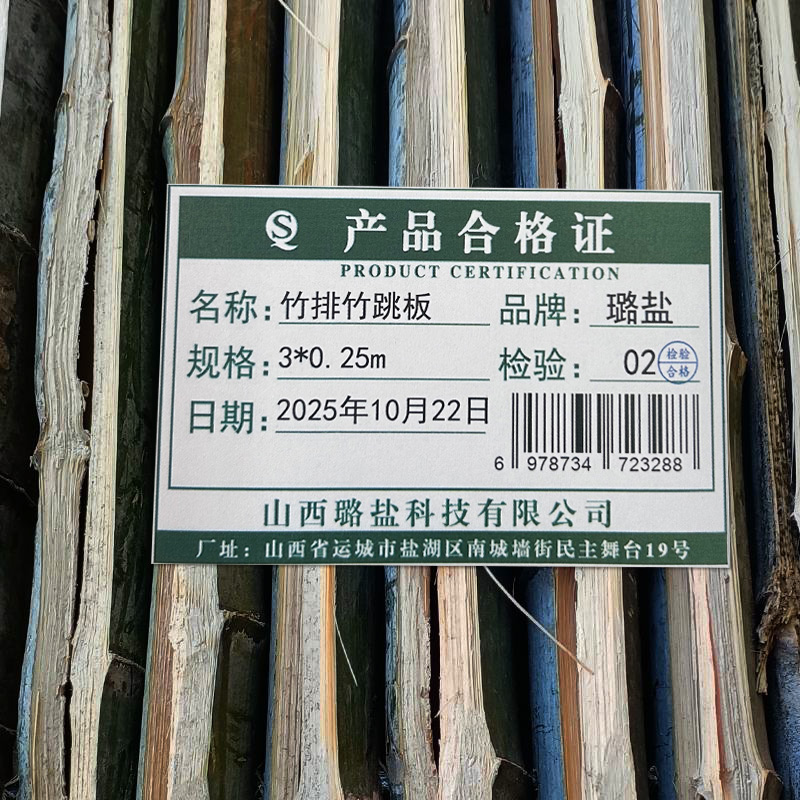 QS 产品合格证
PRODUCT CERTIFICATION
名称：竹排竹跳板 品牌：璐盐
规格：3*0.25m 检验：02 检验合格
日期：2025年10月22日
6 978734 723288
山西璐盐科技有限公司
厂址：山西省运城市盐湖区南城墙街民主舞台19号